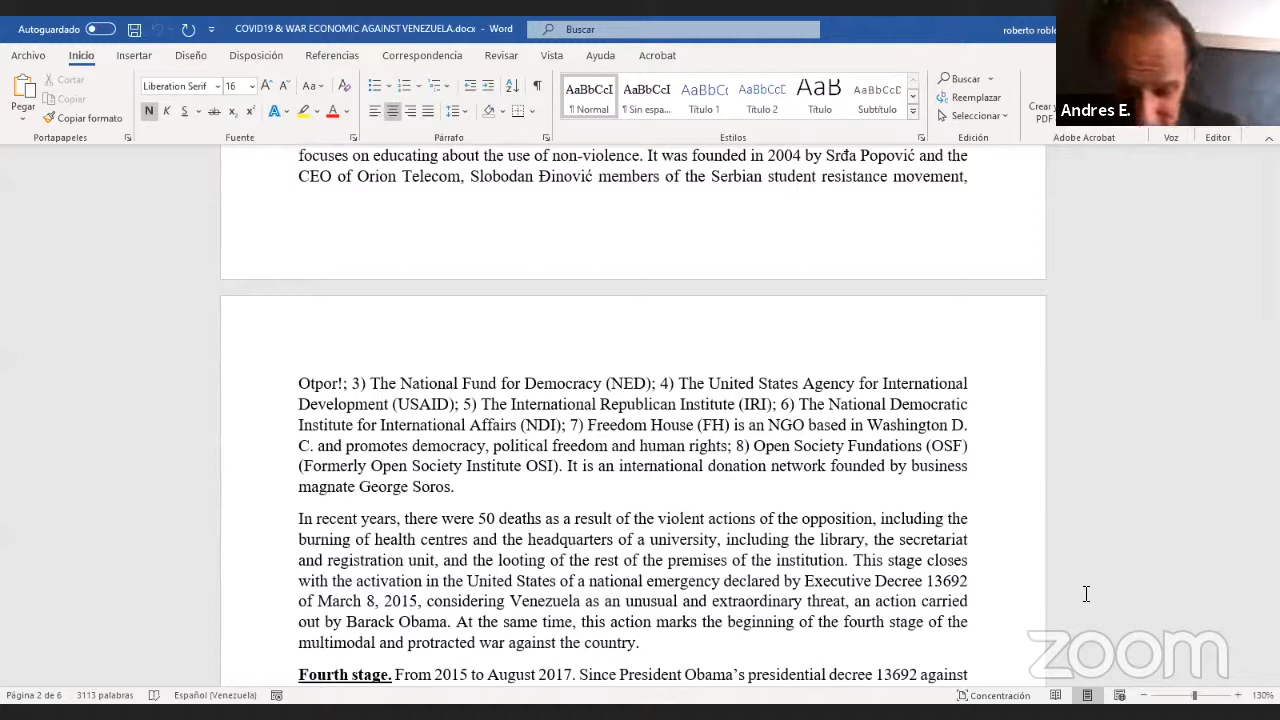 Autoguardado
COVID19 & WAR ECONOMIC AGAINST VENEZUELA.docx - Word
Buscar
roberto roble
Archivo Inicio Insertar Diseño Disposición Referencias Correspondencia Revisar Vista Ayuda Acrobat
Pegar
Cortar
Copiar
Copiar formato
Portapapeles
Liberation Serif 16
Fuente
Párrafo
AaBbCcI AaBbCcI AaBbCcI AaBbCcI AaB AaBbCcD
¶ Normal ¶ Sin espa... Título 1 Título 2 Título Subtítulo
Estilos
Buscar
Reemplazar
Seleccionar
Edición
Crear y
PDF
Adobe Acrobat
Voz
Editor
Andres E.
focuses on educating about the use of non-violence. It was founded in 2004 by Srđa Popović and the
CEO of Orion Telecom, Slobodan Đinović members of the Serbian student resistance movement,
Otpor!; 3) The National Fund for Democracy (NED); 4) The United States Agency for International
Development (USAID); 5) The International Republican Institute (IRI); 6) The National Democratic
Institute for International Affairs (NDI); 7) Freedom House (FH) is an NGO based in Washington D.
C. and promotes democracy, political freedom and human rights; 8) Open Society Fundations (OSF)
(Formerly Open Society Institute OSI). It is an international donation network founded by business
magnate George Soros.
In recent years, there were 50 deaths as a result of the violent actions of the opposition, including the
burning of health centres and the headquarters of a university, including the library, the secretariat
and registration unit, and the looting of the rest of the premises of the institution. This stage closes
with the activation in the United States of a national emergency declared by Executive Decree 13692
of March 8, 2015, considering Venezuela as an unusual and extraordinary threat, an action carried
out by Barack Obama. At the same time, this action marks the beginning of the fourth stage of the
multimodal and protracted war against the country.
Fourth stage. From 2015 to August 2017. Since President Obama’s presidential decree 13692 against
zoom
Página 2 de 6 3113 palabras Español (Venezuela) Concentración 130%